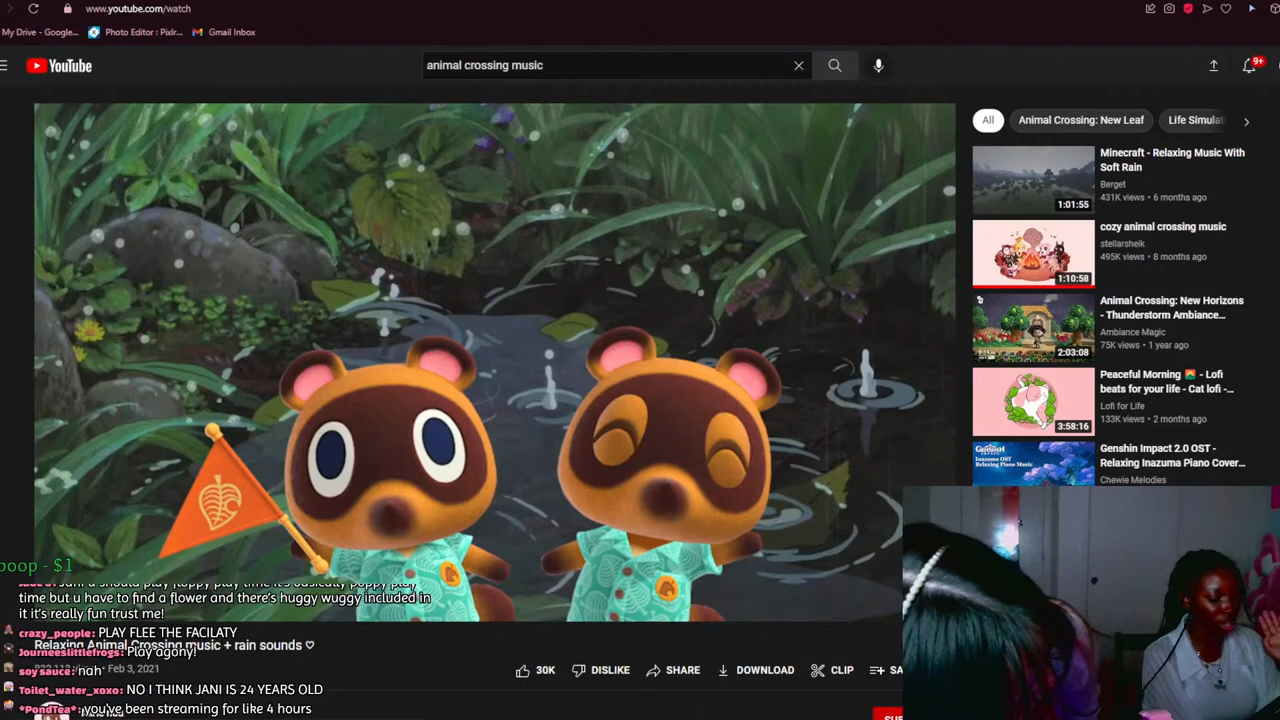 www.youtube.com/watch
My Drive - Google...
Photo Editor : Pixlr...
Gmail Inbox
YouTube
animal crossing music
9+
All
Animal Crossing: New Leaf
Life Simulat
Minecraft - Relaxing Music With
Soft Rain
Berget
431K views • 6 months ago
1:01:55
cozy animal crossing music
stellarsheik
495K views • 8 months ago
1:10:58
Animal Crossing: New Horizons
- Thunderstorm Ambiance...
Ambiance Magic
75K views • 1 year ago
2:03:08
Peaceful Morning 🌄 - Lofi
beats for your life - Cat lofi -...
Lofi for Life
133K views • 2 months ago
3:58:16
Genshin Impact 2.0 OST -
Relaxing Inazuma Piano Cover...
Chewie Melodies
poop - $1
time but u have to find a flower and there's huggy wuggy included in
it it's really fun trust me!
crazy_people: PLAY FLEE THE FACILATY
Relaxing Animal Crossing music + rain sounds ♡
Journeeslittlefrogs: Play agony!
Feb 3, 2021
soy sauce: nah
30K
DISLIKE
SHARE
DOWNLOAD
CLIP
SA
Toilet_water_xoxo: NO I THINK JANI IS 24 YEARS OLD
*PondTea*: you've been streaming for like 4 hours